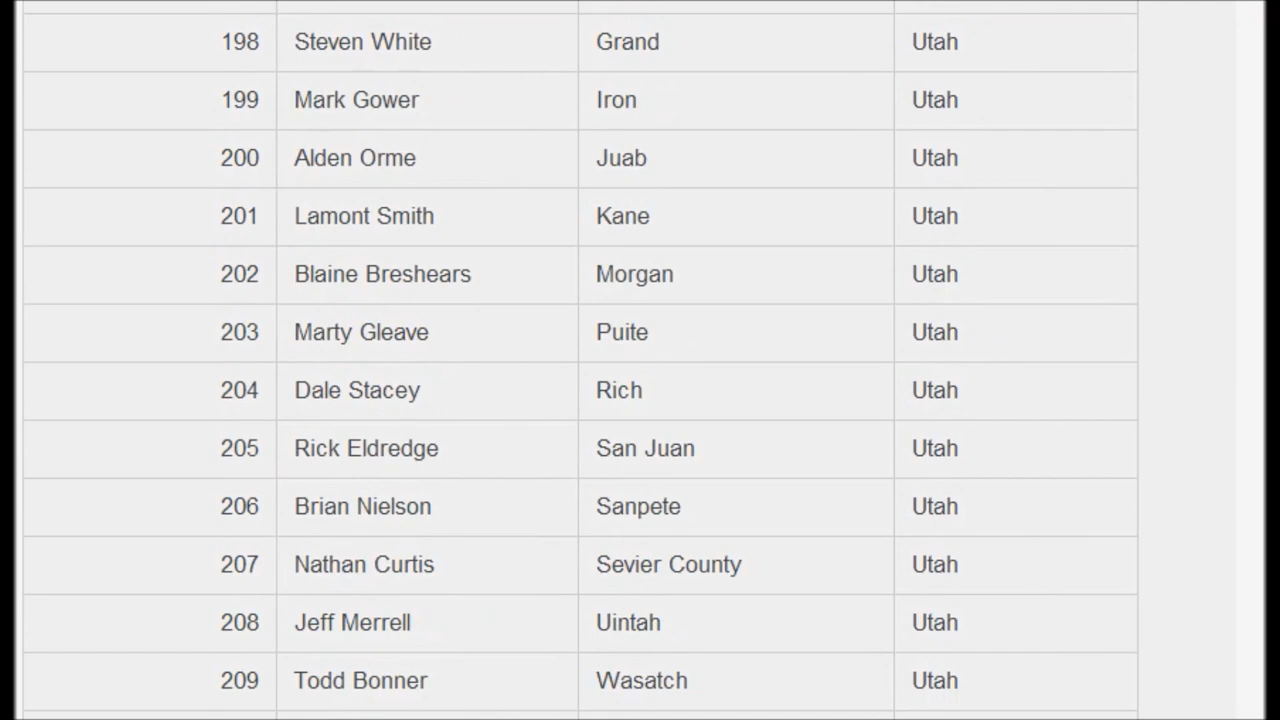 198 Steven White Grand Utah
199 Mark Gower Iron Utah
200 Alden Orme Juab Utah
201 Lamont Smith Kane Utah
202 Blaine Breshears Morgan Utah
203 Marty Gleave Puite Utah
204 Dale Stacey Rich Utah
205 Rick Eldredge San Juan Utah
206 Brian Nielson Sanpete Utah
207 Nathan Curtis Sevier County Utah
208 Jeff Merrell Uintah Utah
209 Todd Bonner Wasatch Utah